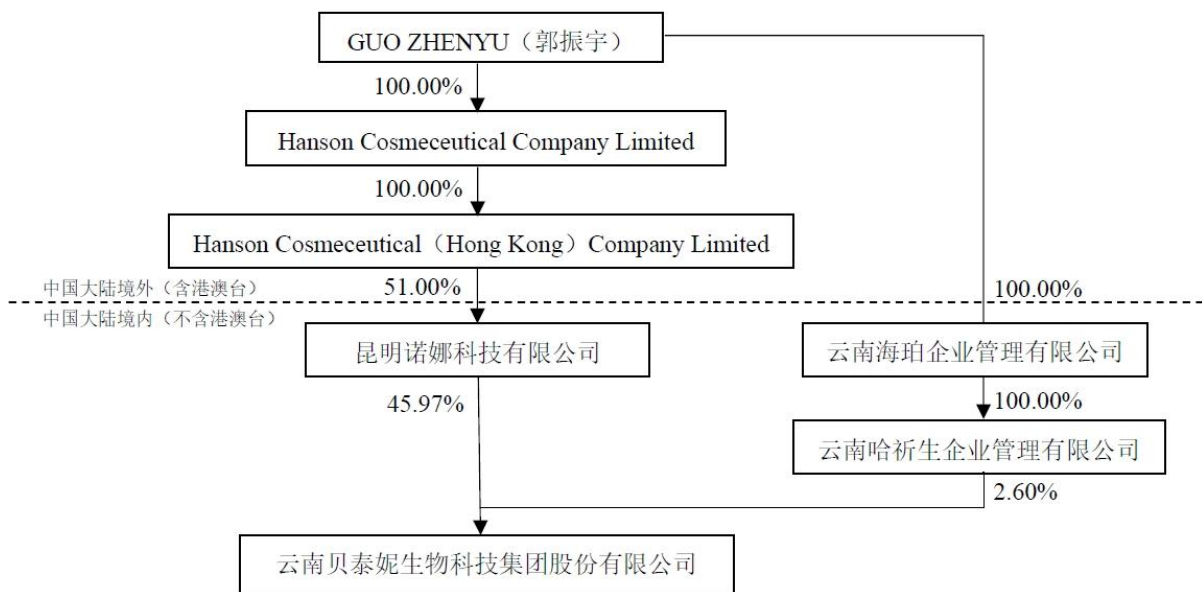 GUO ZHENYU（郭振宇）
100.00%
Hanson Cosmeceutical Company Limited
100.00%
Hanson Cosmeceutical（Hong Kong）Company Limited
中国大陆境外（含港澳台）
51.00%
100.00%
中国大陆境内（不含港澳台）
昆明诺娜科技有限公司
云南海珀企业管理有限公司
45.97%
100.00%
云南哈祈生企业管理有限公司
2.60%
云南贝泰妮生物科技集团股份有限公司